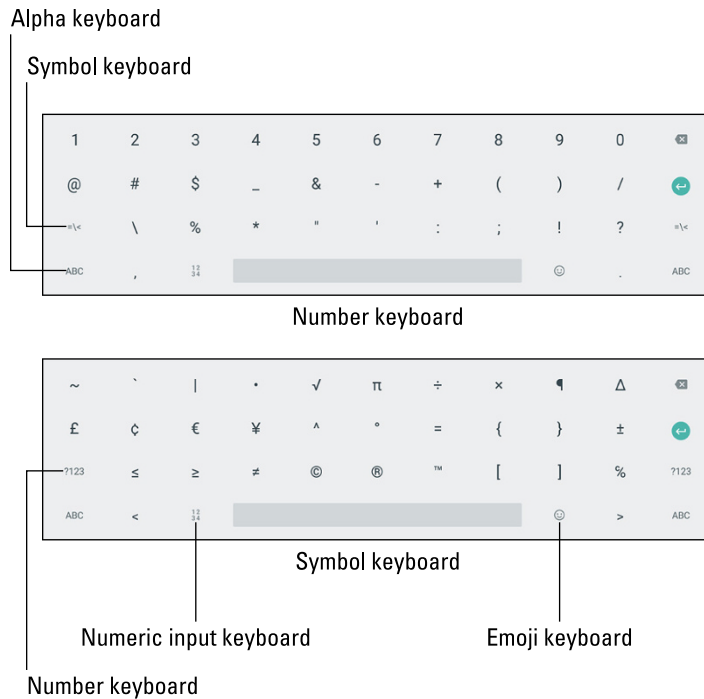 Alpha keyboard
Symbol keyboard
1 2 3 4 5 6 7 8 9 0
@ # $ _ & - + ( ) /
=\< \ % * " ' : ; ! ? =\<
ABC , 12 34 . ABC
Number keyboard
~ ` | • √ π ÷ × ¶ Δ
£ ¢ € ¥ ^ ° = { } ±
?123 ≤ ≥ ≠ © ® ™ [ ] ℅ ?123
ABC < 12 34 > ABC
Symbol keyboard
Numeric input keyboard Emoji keyboard
Number keyboard